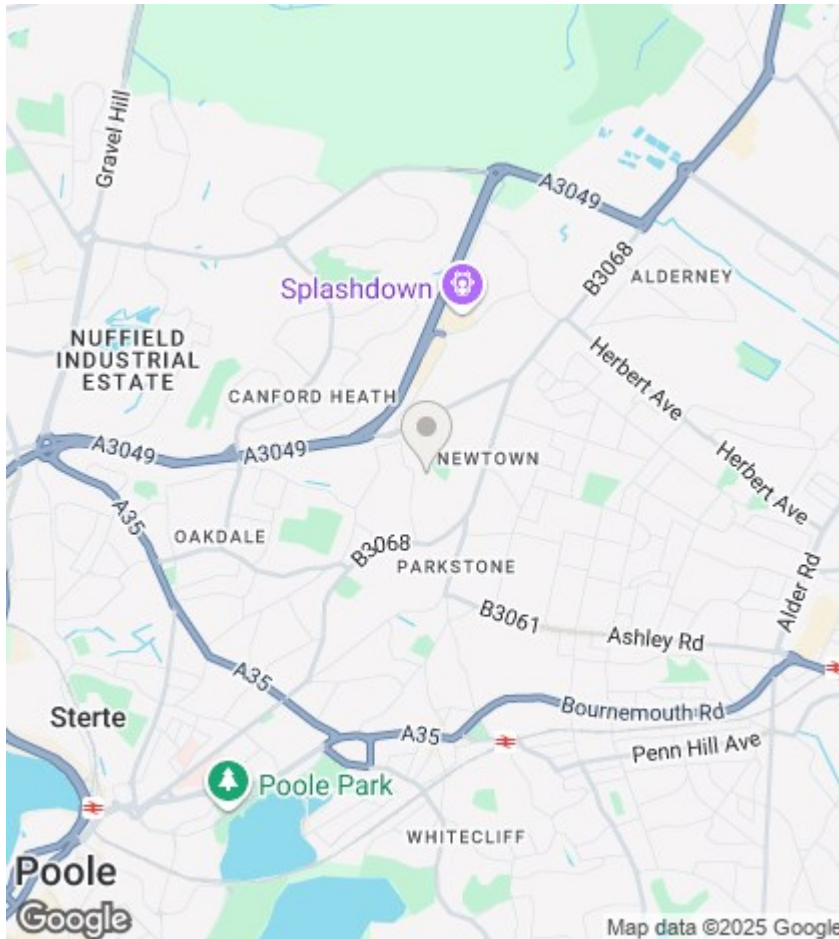 Gravel Hill
A3049
B3068
ALDERNEY
Splashdown
NUFFIELD
INDUSTRIAL
ESTATE
Herbert Ave
CANFORD HEATH
A3049
A3049
NEWTOWN
Herbert Ave
A35
OAKDALE
B3068
PARKSTONE
Alder Rd
B3061
Ashley Rd
A35
Sterte
Bournemouth Rd
A35
Penn Hill Ave
Poole Park
WHITECLIFF
Poole
Google
Map data ©2025 Google